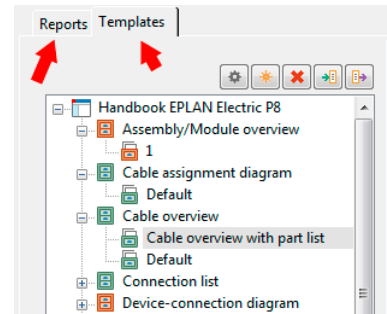 Reports Templates
Handbook EPLAN Electric P8
Assembly/Module overview
1
Cable assignment diagram
Default
Cable overview
Cable overview with part list
Default
Connection list
Device-connection diagram